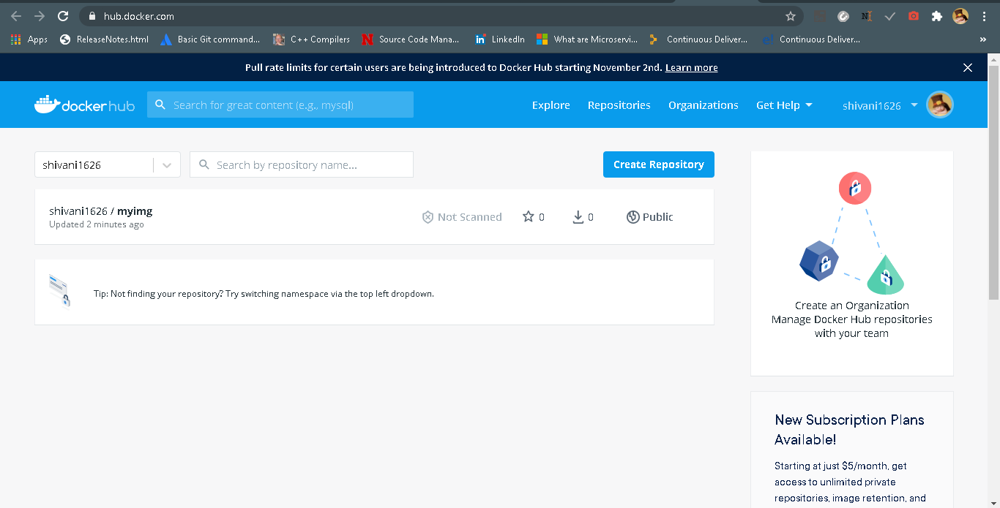 hub.docker.com
Apps
ReleaseNotes.html
Basic Git command...
C++ Compilers
N
Source Code Mana...
in
LinkedIn
What are Microservi...
Continuous Deliver...
Continuous Deliver...
»
Pull rate limits for certain users are being introduced to Docker Hub starting November 2nd. Learn more
docker hub
Search for great content (e.g., mysql)
Explore
Repositories
Organizations
Get Help
shivani1626
shivani1626
Search by repository name...
Create Repository
shivani1626 / myimg
Updated 2 minutes ago
Not Scanned
0
0
Public
Tip: Not finding your repository? Try switching namespace via the top left dropdown.
Create an Organization
Manage Docker Hub repositories
with your team
New Subscription Plans
Available!
Starting at just $5/month, get
access to unlimited private
repositories, image retention, and